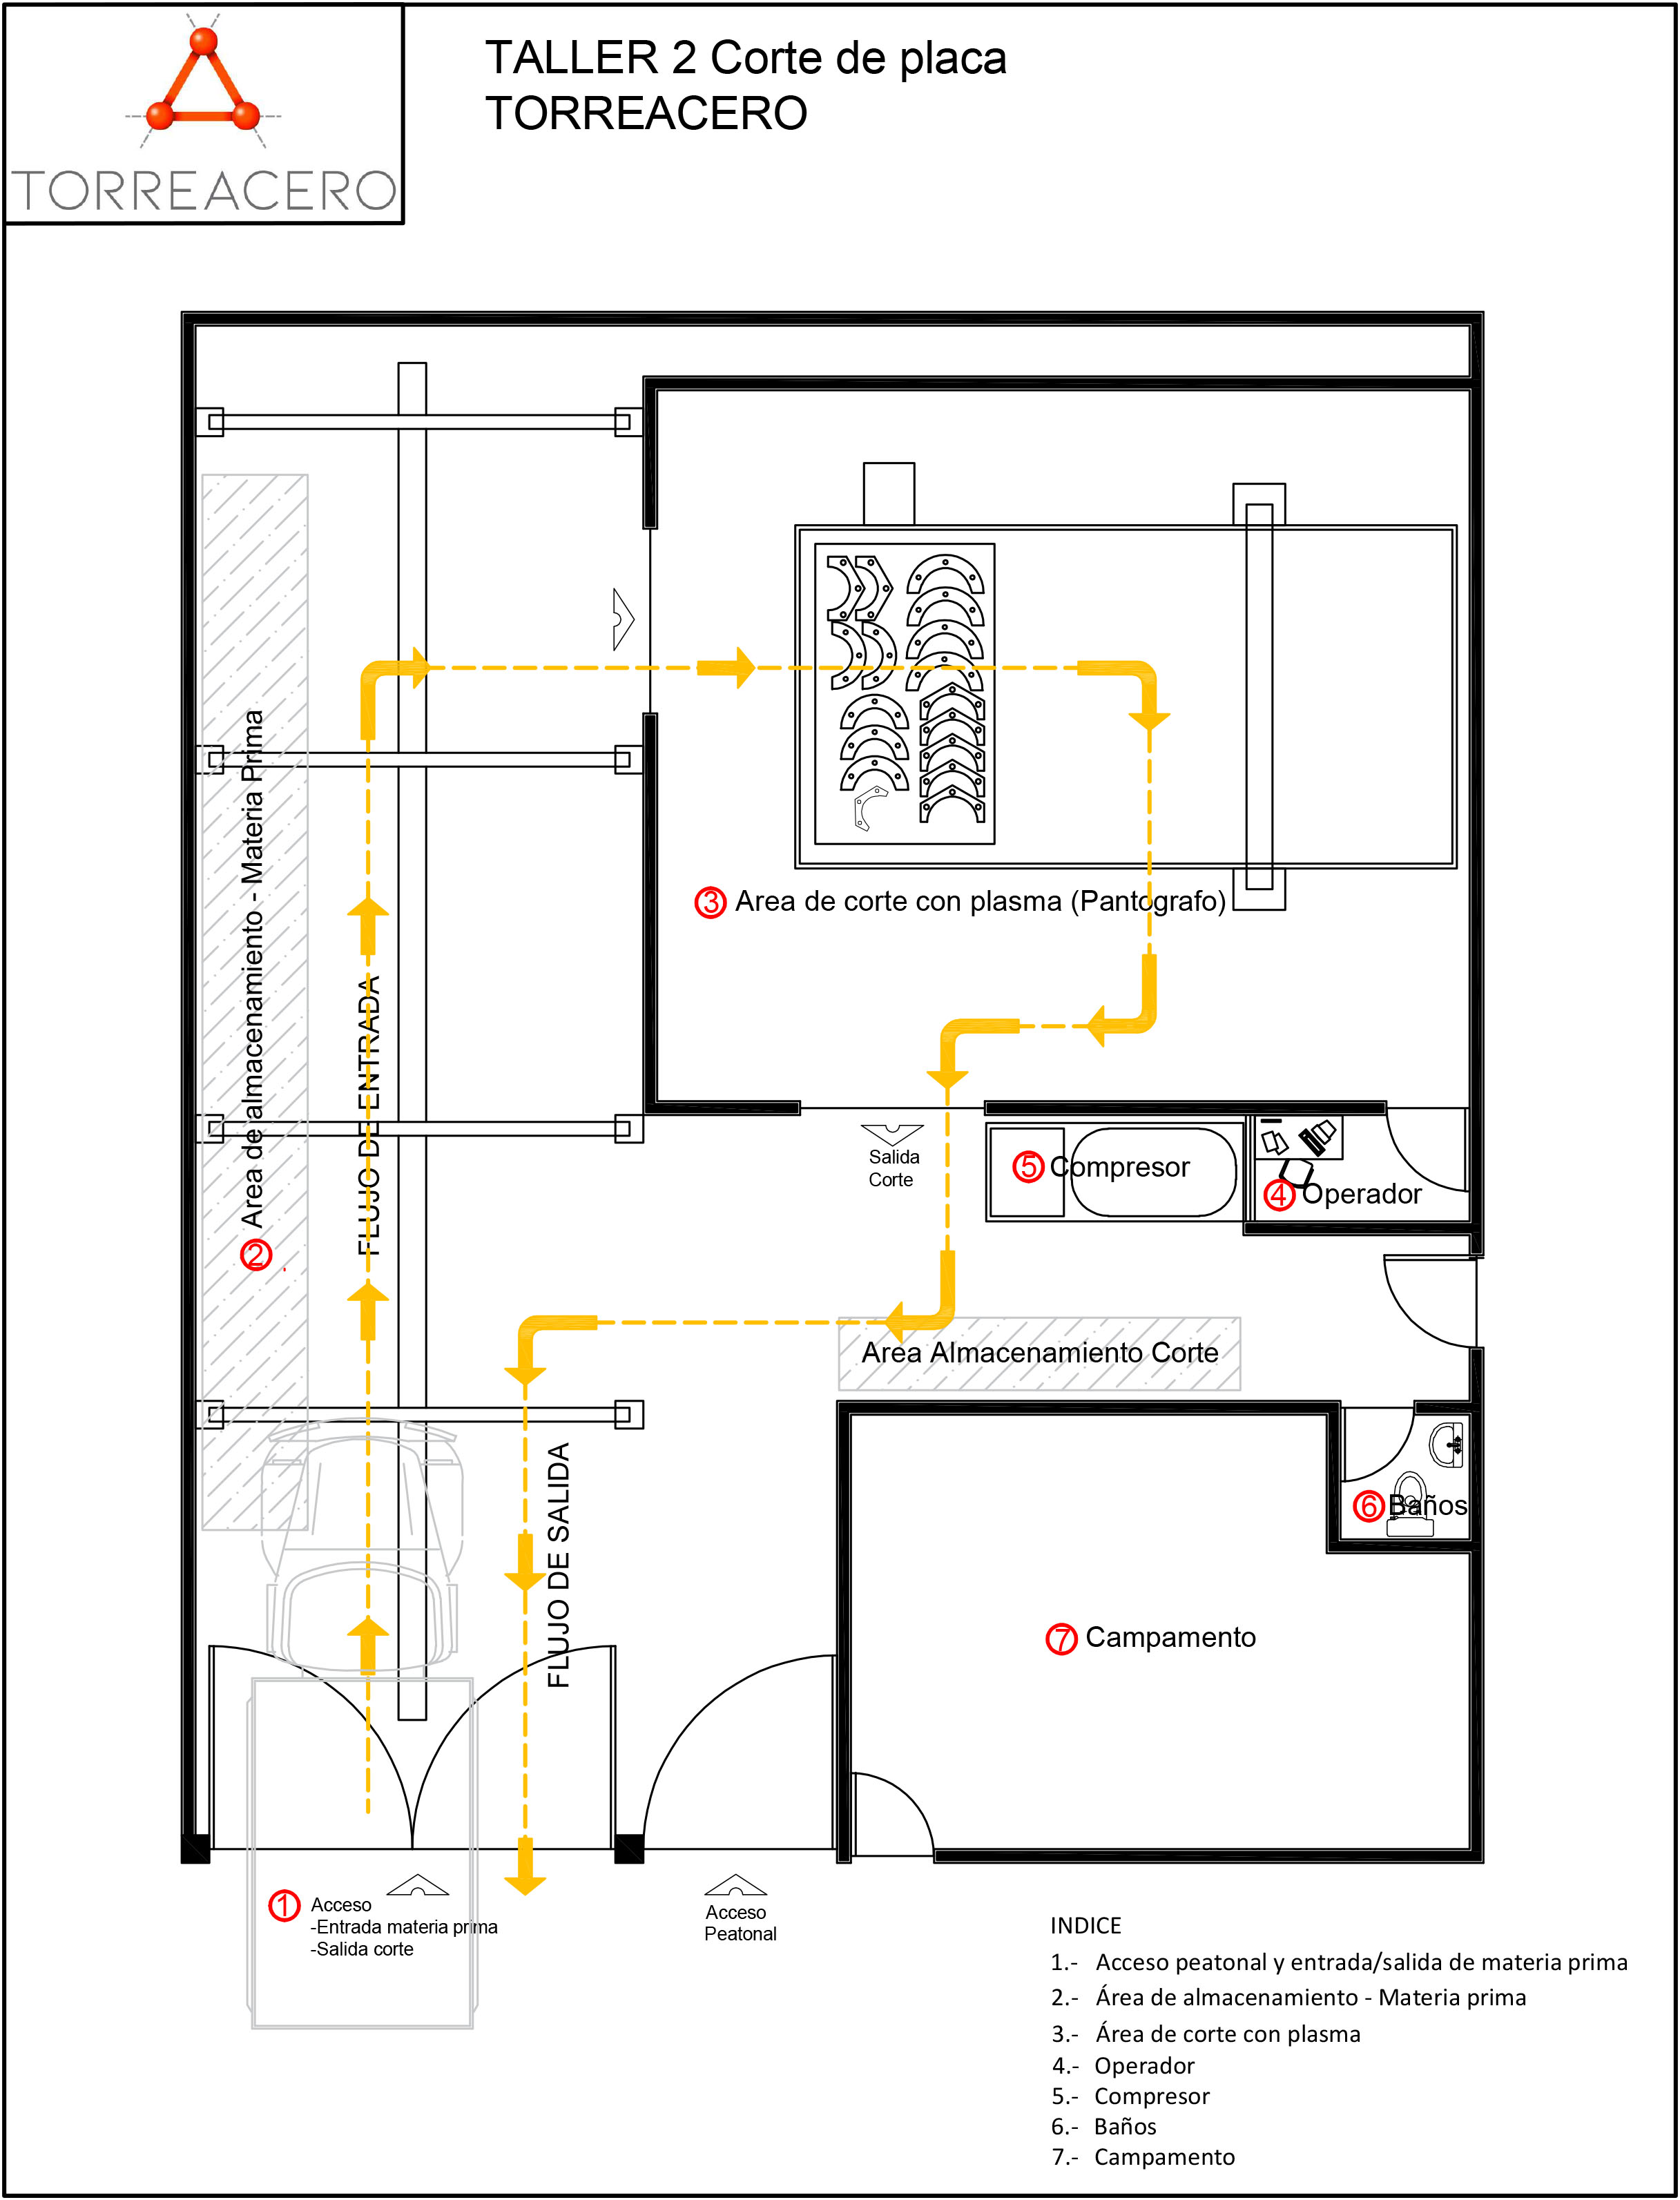 TORREACERO
TALLER 2 Corte de placa
TORREACERO
2 Area de almacenamiento - Materia Prima
FLUJO DE ENTRADA
3 Area de corte con plasma (Pantografo)
Salida
Corte
5 Compresor
4 Operador
Area Almacenamiento Corte
FLUJO DE SALIDA
6 Baños
7 Campamento
1 Acceso
-Entrada materia prima
-Salida corte
Acceso
Peatonal
INDICE
1.- Acceso peatonal y entrada/salida de materia prima
2.- Área de almacenamiento - Materia prima
3.- Área de corte con plasma
4.- Operador
5.- Compresor
6.- Baños
7.- Campamento